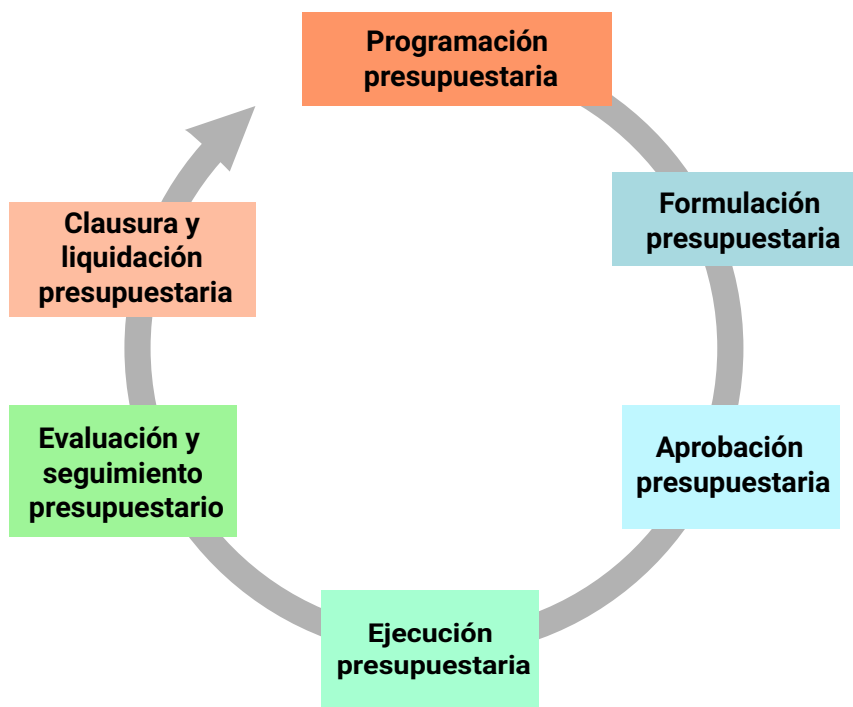 Programación
presupuestaria
Formulación
presupuestaria
Aprobación
presupuestaria
Ejecución
presupuestaria
Evaluación y
seguimiento
presupuestario
Clausura y
liquidación
presupuestaria